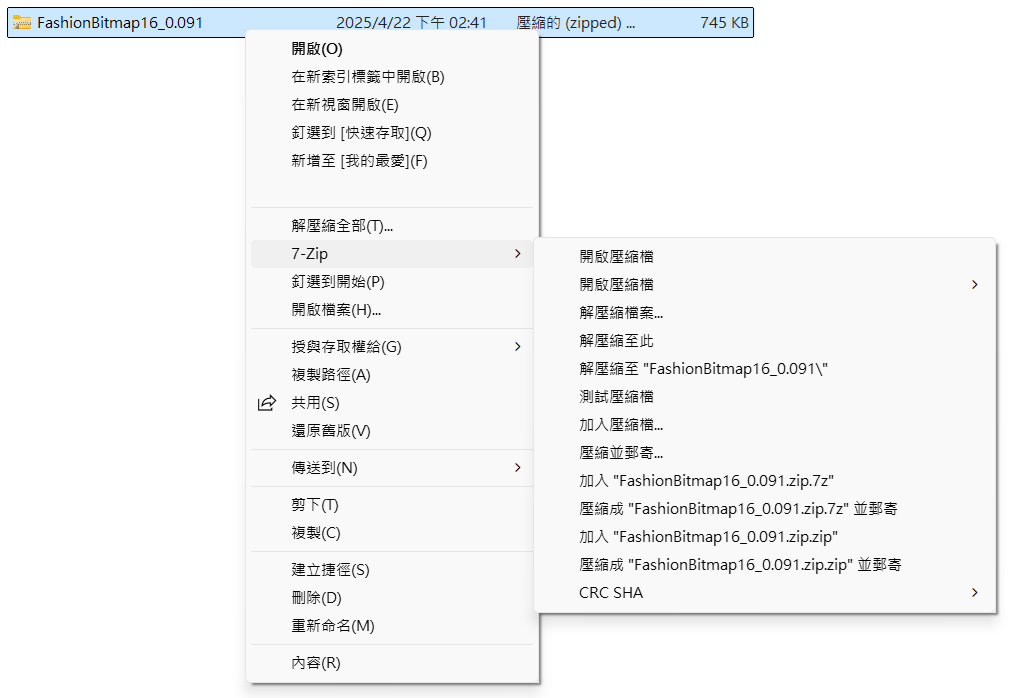 FashionBitmap16_0.091 2025/4/22 下午 02:41 壓縮的 (zipped) ... 745 KB
開啟(O)
在新索引標籤中開啟(B)
在新視窗開啟(E)
釘選到 [快速存取](Q)
新增至 [我的最愛](F)
解壓縮全部(T)...
7-Zip
釘選到開始(P)
開啟檔案(H)...
授與存取權給(G)
複製路徑(A)
共用(S)
還原舊版(V)
傳送到(N)
剪下(T)
複製(C)
建立捷徑(S)
刪除(D)
重新命名(M)
內容(R)
開啟壓縮檔
開啟壓縮檔
解壓縮檔案...
解壓縮至此
解壓縮至 "FashionBitmap16_0.091\"
測試壓縮檔
加入壓縮檔...
壓縮並郵寄...
加入 "FashionBitmap16_0.091.zip.7z"
壓縮成 "FashionBitmap16_0.091.zip.7z" 並郵寄
加入 "FashionBitmap16_0.091.zip.zip"
壓縮成 "FashionBitmap16_0.091.zip.zip" 並郵寄
CRC SHA